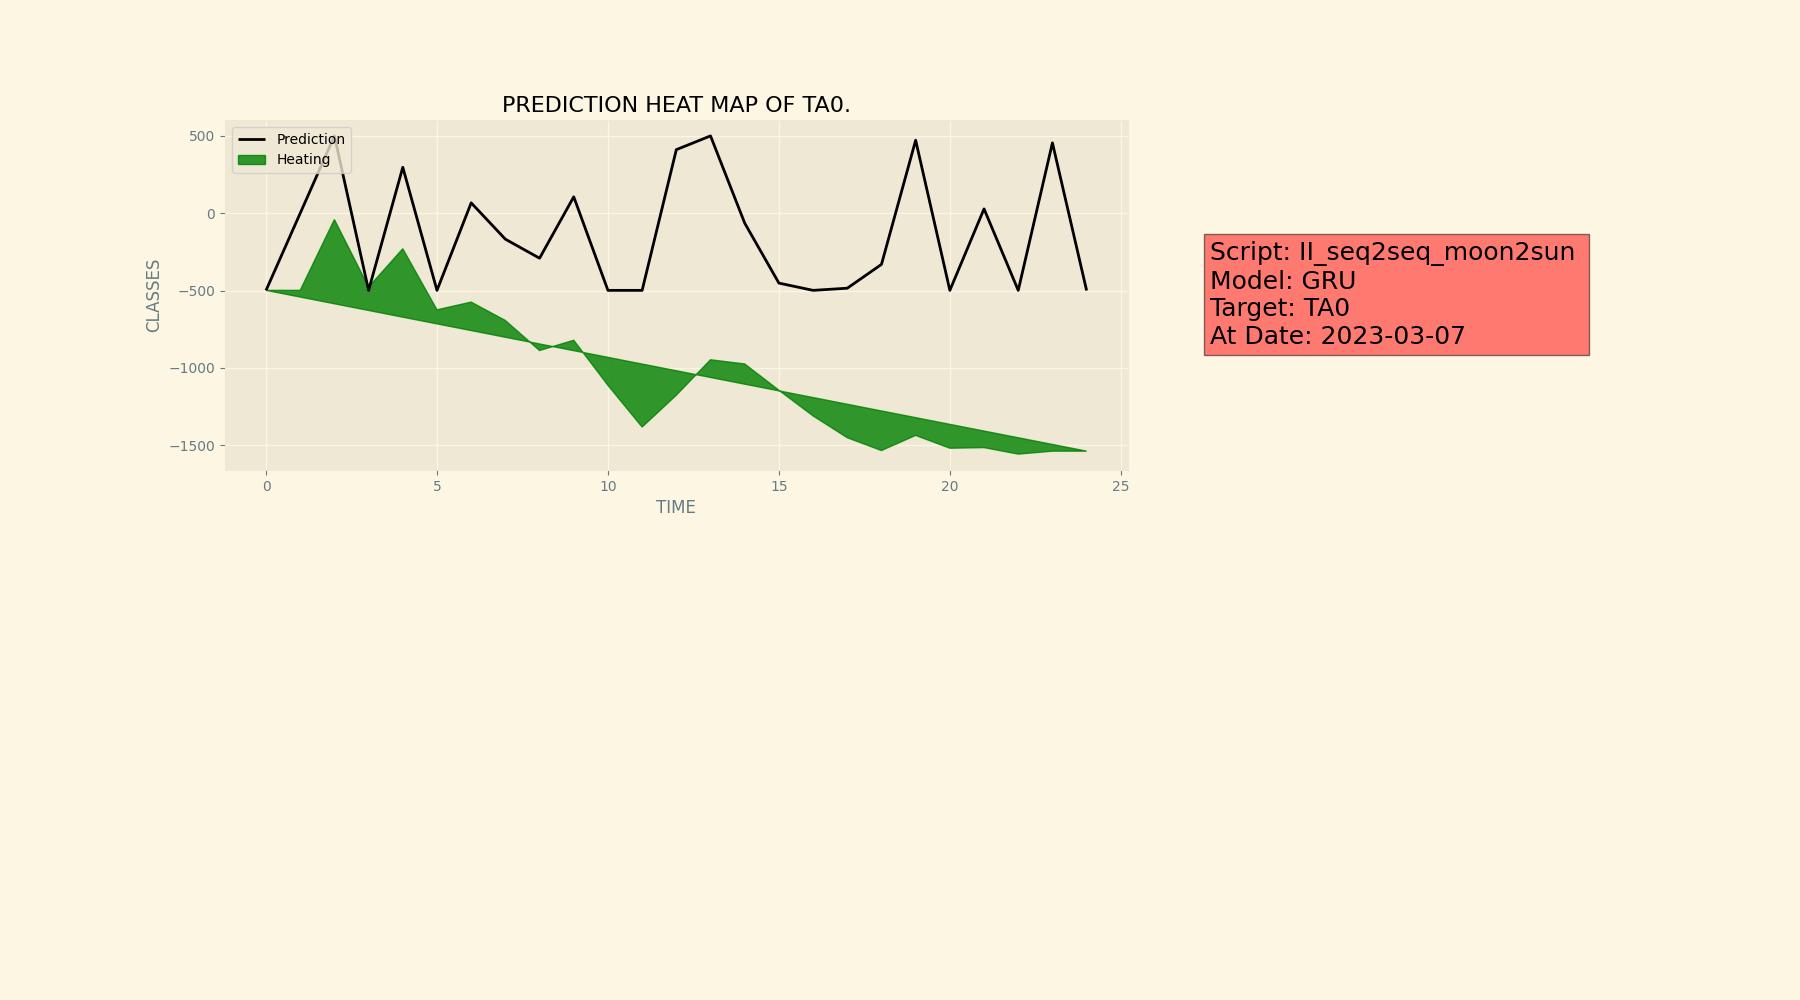 PREDICTION HEAT MAP OF TA0.
Prediction
Heating
500
0
−500
−1000
−1500
CLASSES
0 5 10 15 20 25
TIME
Script: II_seq2seq_moon2sun
Model: GRU
Target: TA0
At Date: 2023-03-07